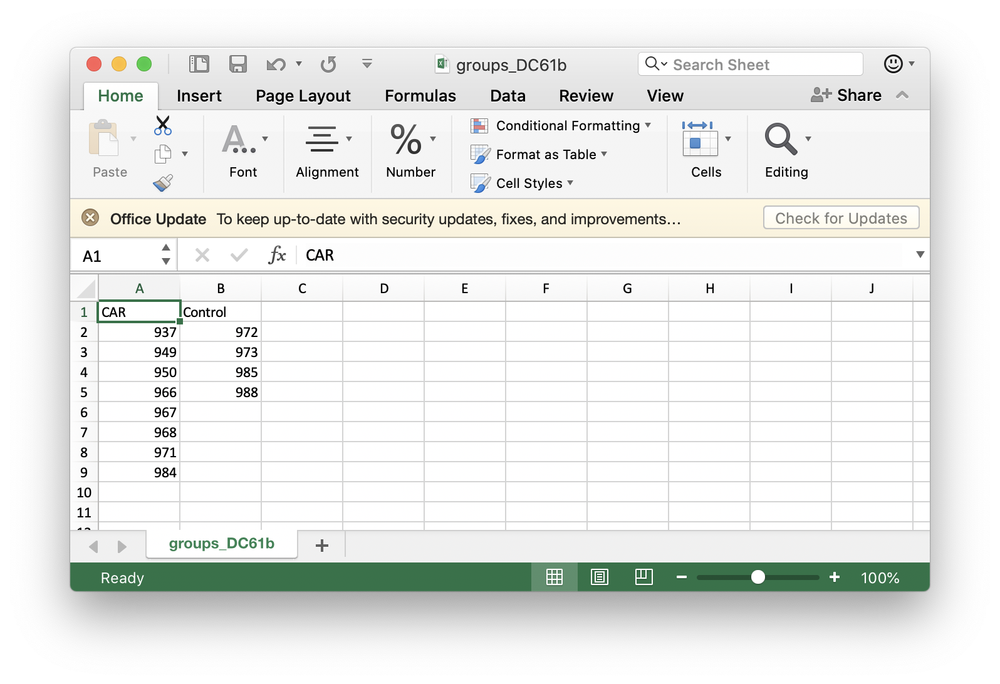 groups_DC61b
Search Sheet
Home Insert Page Layout Formulas Data Review View Share
Paste
Font
Alignment
Number
Conditional Formatting
Format as Table
Cell Styles
Cells
Editing
Office Update To keep up-to-date with security updates, fixes, and improvements... Check for Updates
A1 fx CAR
A B C D E F G H I J
1 CAR Control
2 937 972
3 949 973
4 950 985
5 966 988
6 967
7 968
8 971
9 984
10
11
groups_DC61b +
Ready 100%